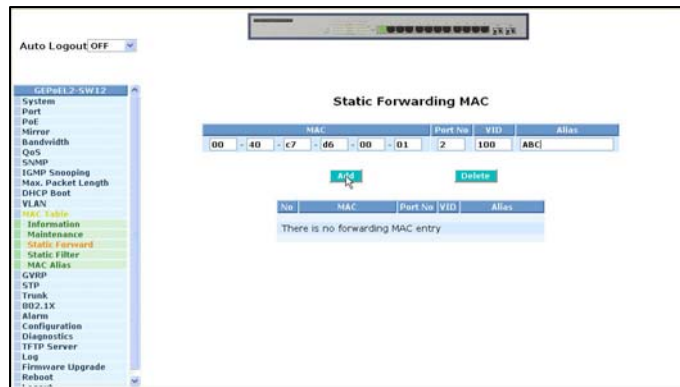 Auto Logout OFF
GEPoEL2-SW12
System
Port
PoE
Mirror
Bandwidth
QoS
SNMP
IGMP Snooping
Max. Packet Length
DHCP Boot
VLAN
MAC Table
Information
Maintenance
Static Forward
Static Filter
MAC Alias
GVRP
STP
Trunk
802.1X
Alarm
Configuration
Diagnostics
TFTP Server
Log
Firmware Upgrade
Reboot
Logout
Static Forwarding MAC
MAC Port No VID Alias
00 - 40 - c7 - d6 - 00 - 01 2 100 ABC
Add Delete
No MAC Port No VID Alias
There is no forwarding MAC entry